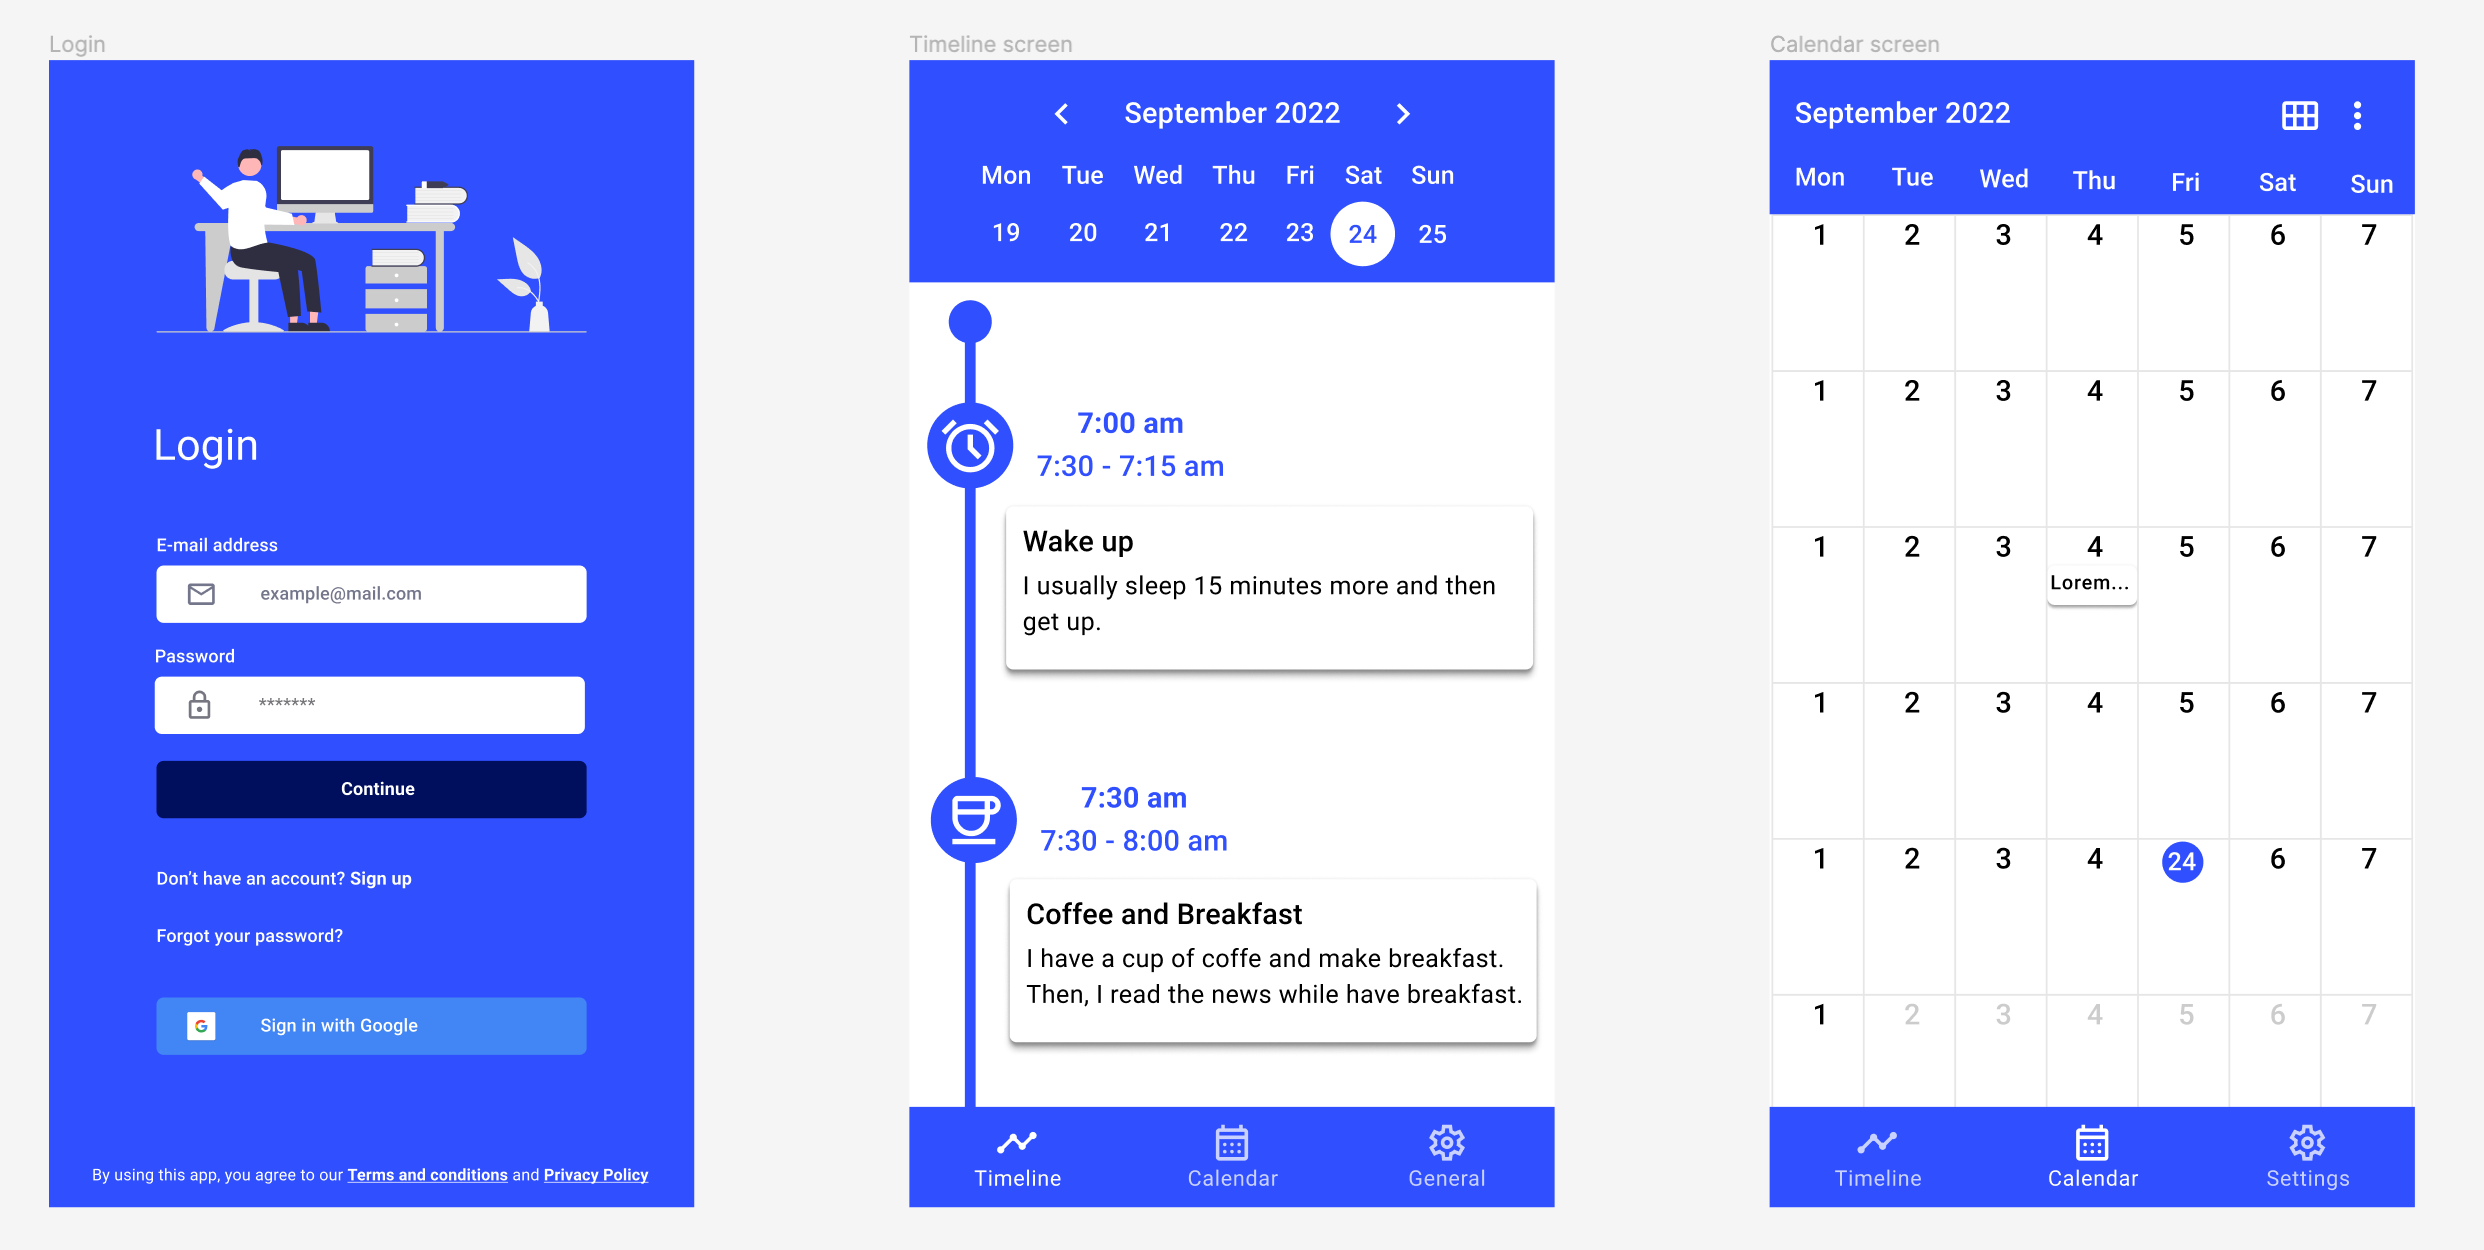 Login
Login
E-mail address
example@mail.com
Password
*******
Continue
Don't have an account? Sign up
Forgot your password?
G Sign in with Google
By using this app, you agree to our Terms and conditions and Privacy Policy
Timeline screen
September 2022
Mon Tue Wed Thu Fri Sat Sun
19 20 21 22 23 24 25
7:00 am
7:30 - 7:15 am
Wake up
I usually sleep 15 minutes more and then
get up.
7:30 am
7:30 - 8:00 am
Coffee and Breakfast
I have a cup of coffe and make breakfast.
Then, I read the news while have breakfast.
Timeline Calendar General
Calendar screen
September 2022
Mon Tue Wed Thu Fri Sat Sun
1 2 3 4 5 6 7
1 2 3 4 5 6 7
1 2 3 4 5 6 7
Lorem...
1 2 3 4 5 6 7
1 2 3 4 24 6 7
1 2 3 4 5 6 7
Timeline Calendar Settings